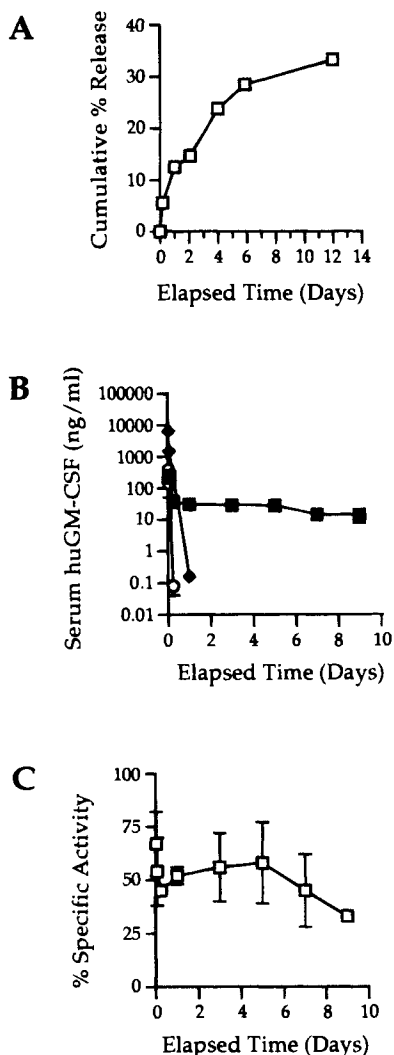 A
Cumulative % Release
40
30
20
10
0
0 2 4 6 8 10 12 14
Elapsed Time (Days)
B
Serum huGM-CSF (ng/ml)
100000
10000
1000
100
10
1
0.1
0.01
0 2 4 6 8 10
Elapsed Time (Days)
C
% Specific Activity
100
75
50
25
0
0 2 4 6 8 10
Elapsed Time (Days)